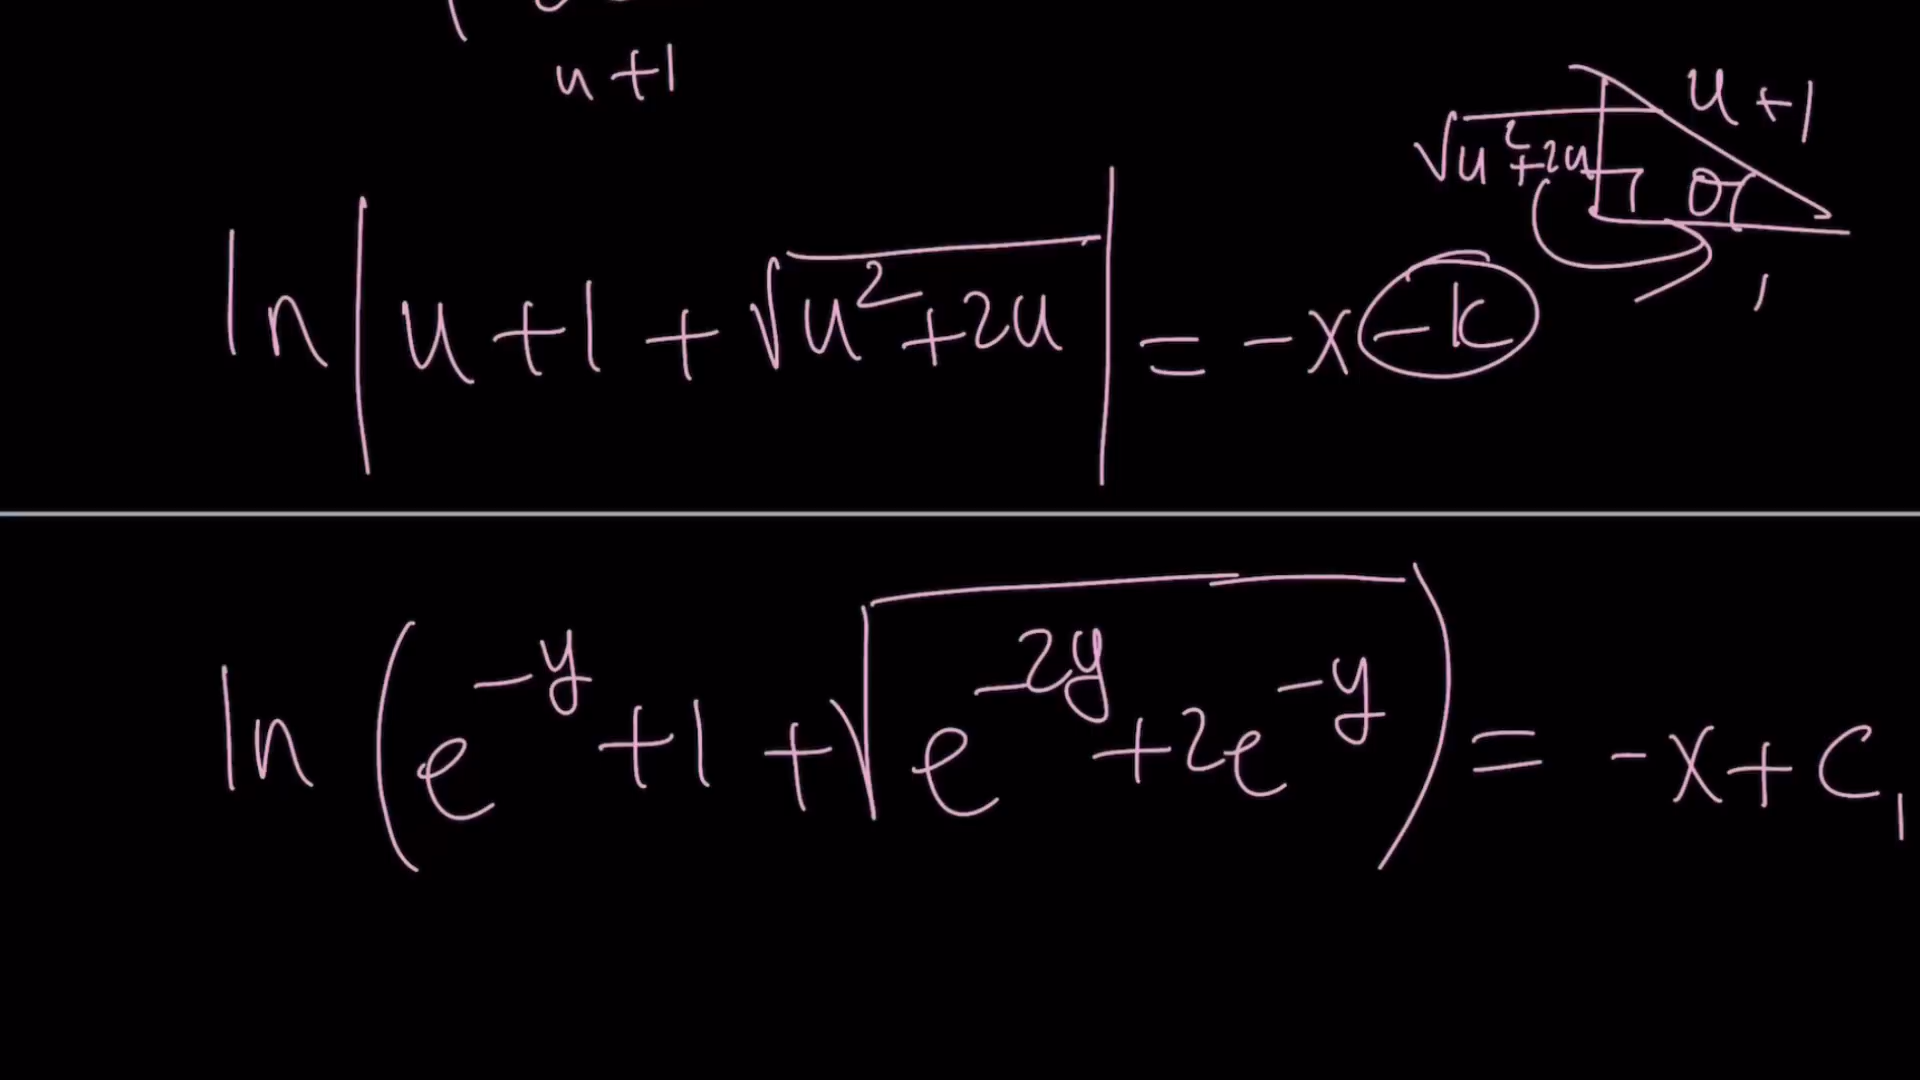 u+1
u+1
√(u²+2u)
θ
1
ln|u+1+√(u²+2u)| = -x-k
ln(e^(-y)+1+√(e^(-2y)+2e^(-y))) = -x+C₁